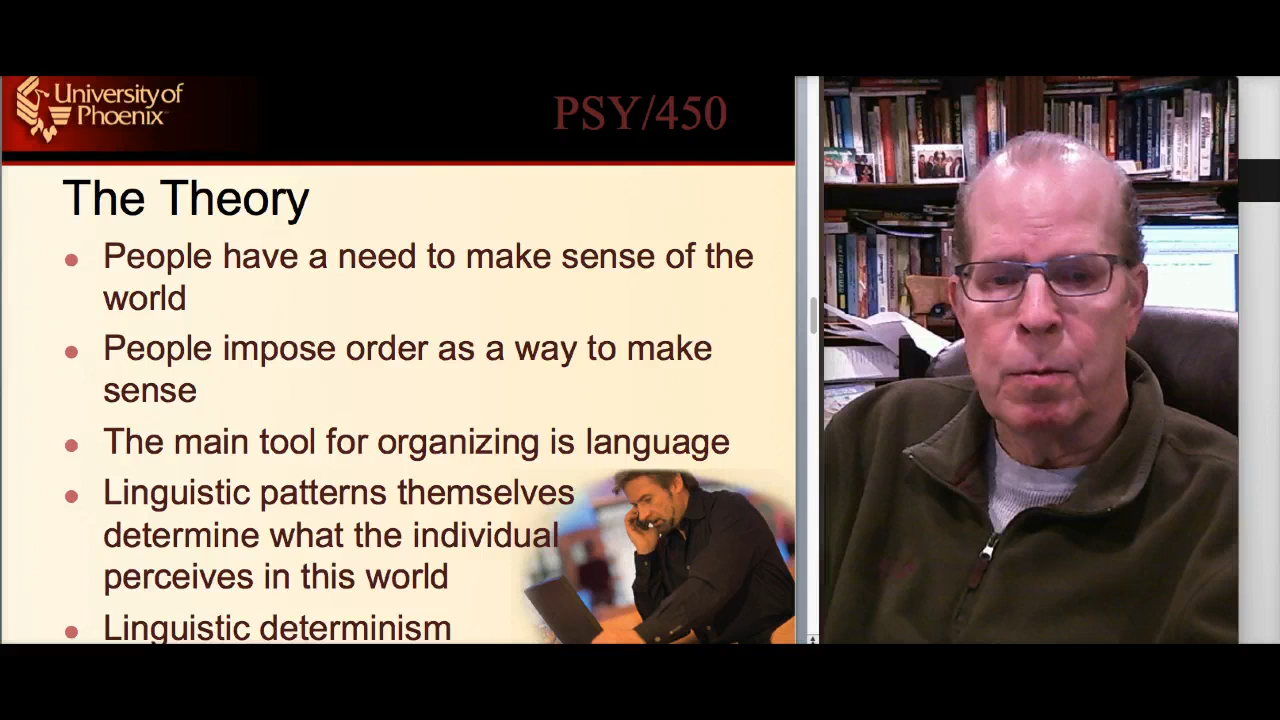 University of
Phoenix
PSY/450
The Theory
People have a need to make sense of the
world
People impose order as a way to make
sense
The main tool for organizing is language
Linguistic patterns themselves
determine what the individual
perceives in this world
Linguistic determinism